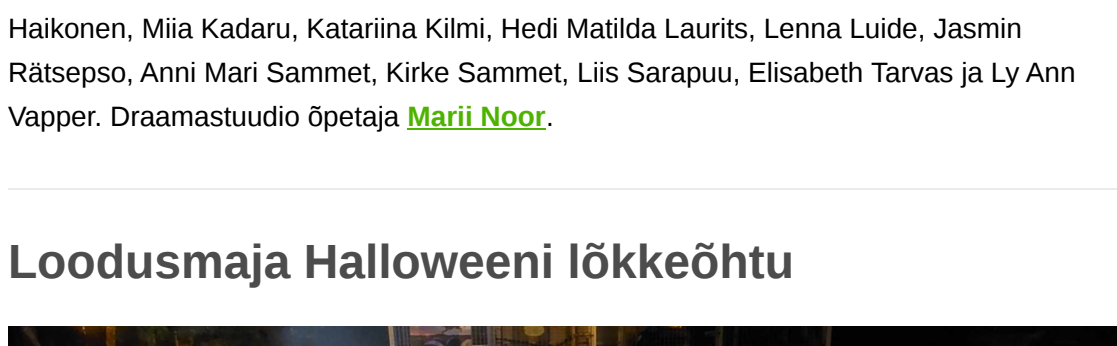 Haikonen, Miia Kadaru, Katariina Kilmi, Hedi Matilda Laurits, Lenna Luide, Jasmin
Rätsepso, Anni Mari Sammet, Kirke Sammet, Liis Sarapuu, Elisabeth Tarvas ja Ly Ann
Vapper. Draamastuudio õpetaja Marii Noor.
Loodusmaja Halloweeni lõkkeõhtu